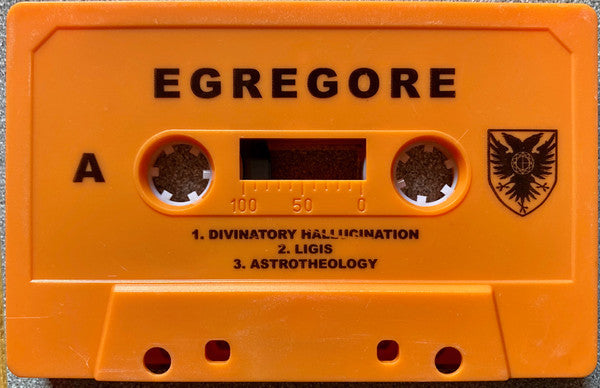 EGREGORE
A
100 50 0
1. DIVINATORY HALLUCINATION
2. LIGIS
3. ASTROTHEOLOGY